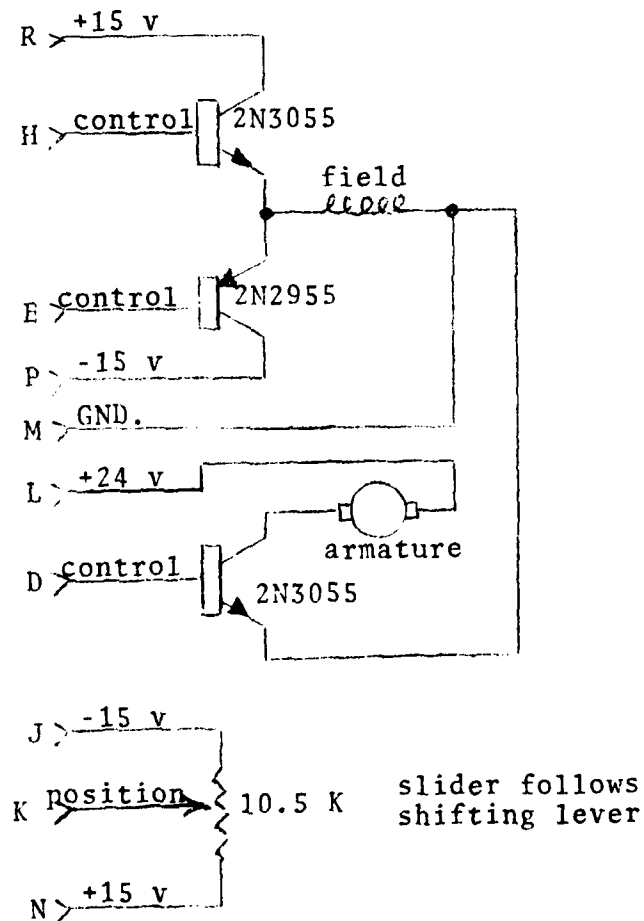 R +15 v
H control 2N3055
field
E control 2N2955
P -15 v
M GND.
L +24 v
armature
D control 2N3055
J -15 v
K position 10.5 K slider follows
shifting lever
N +15 v